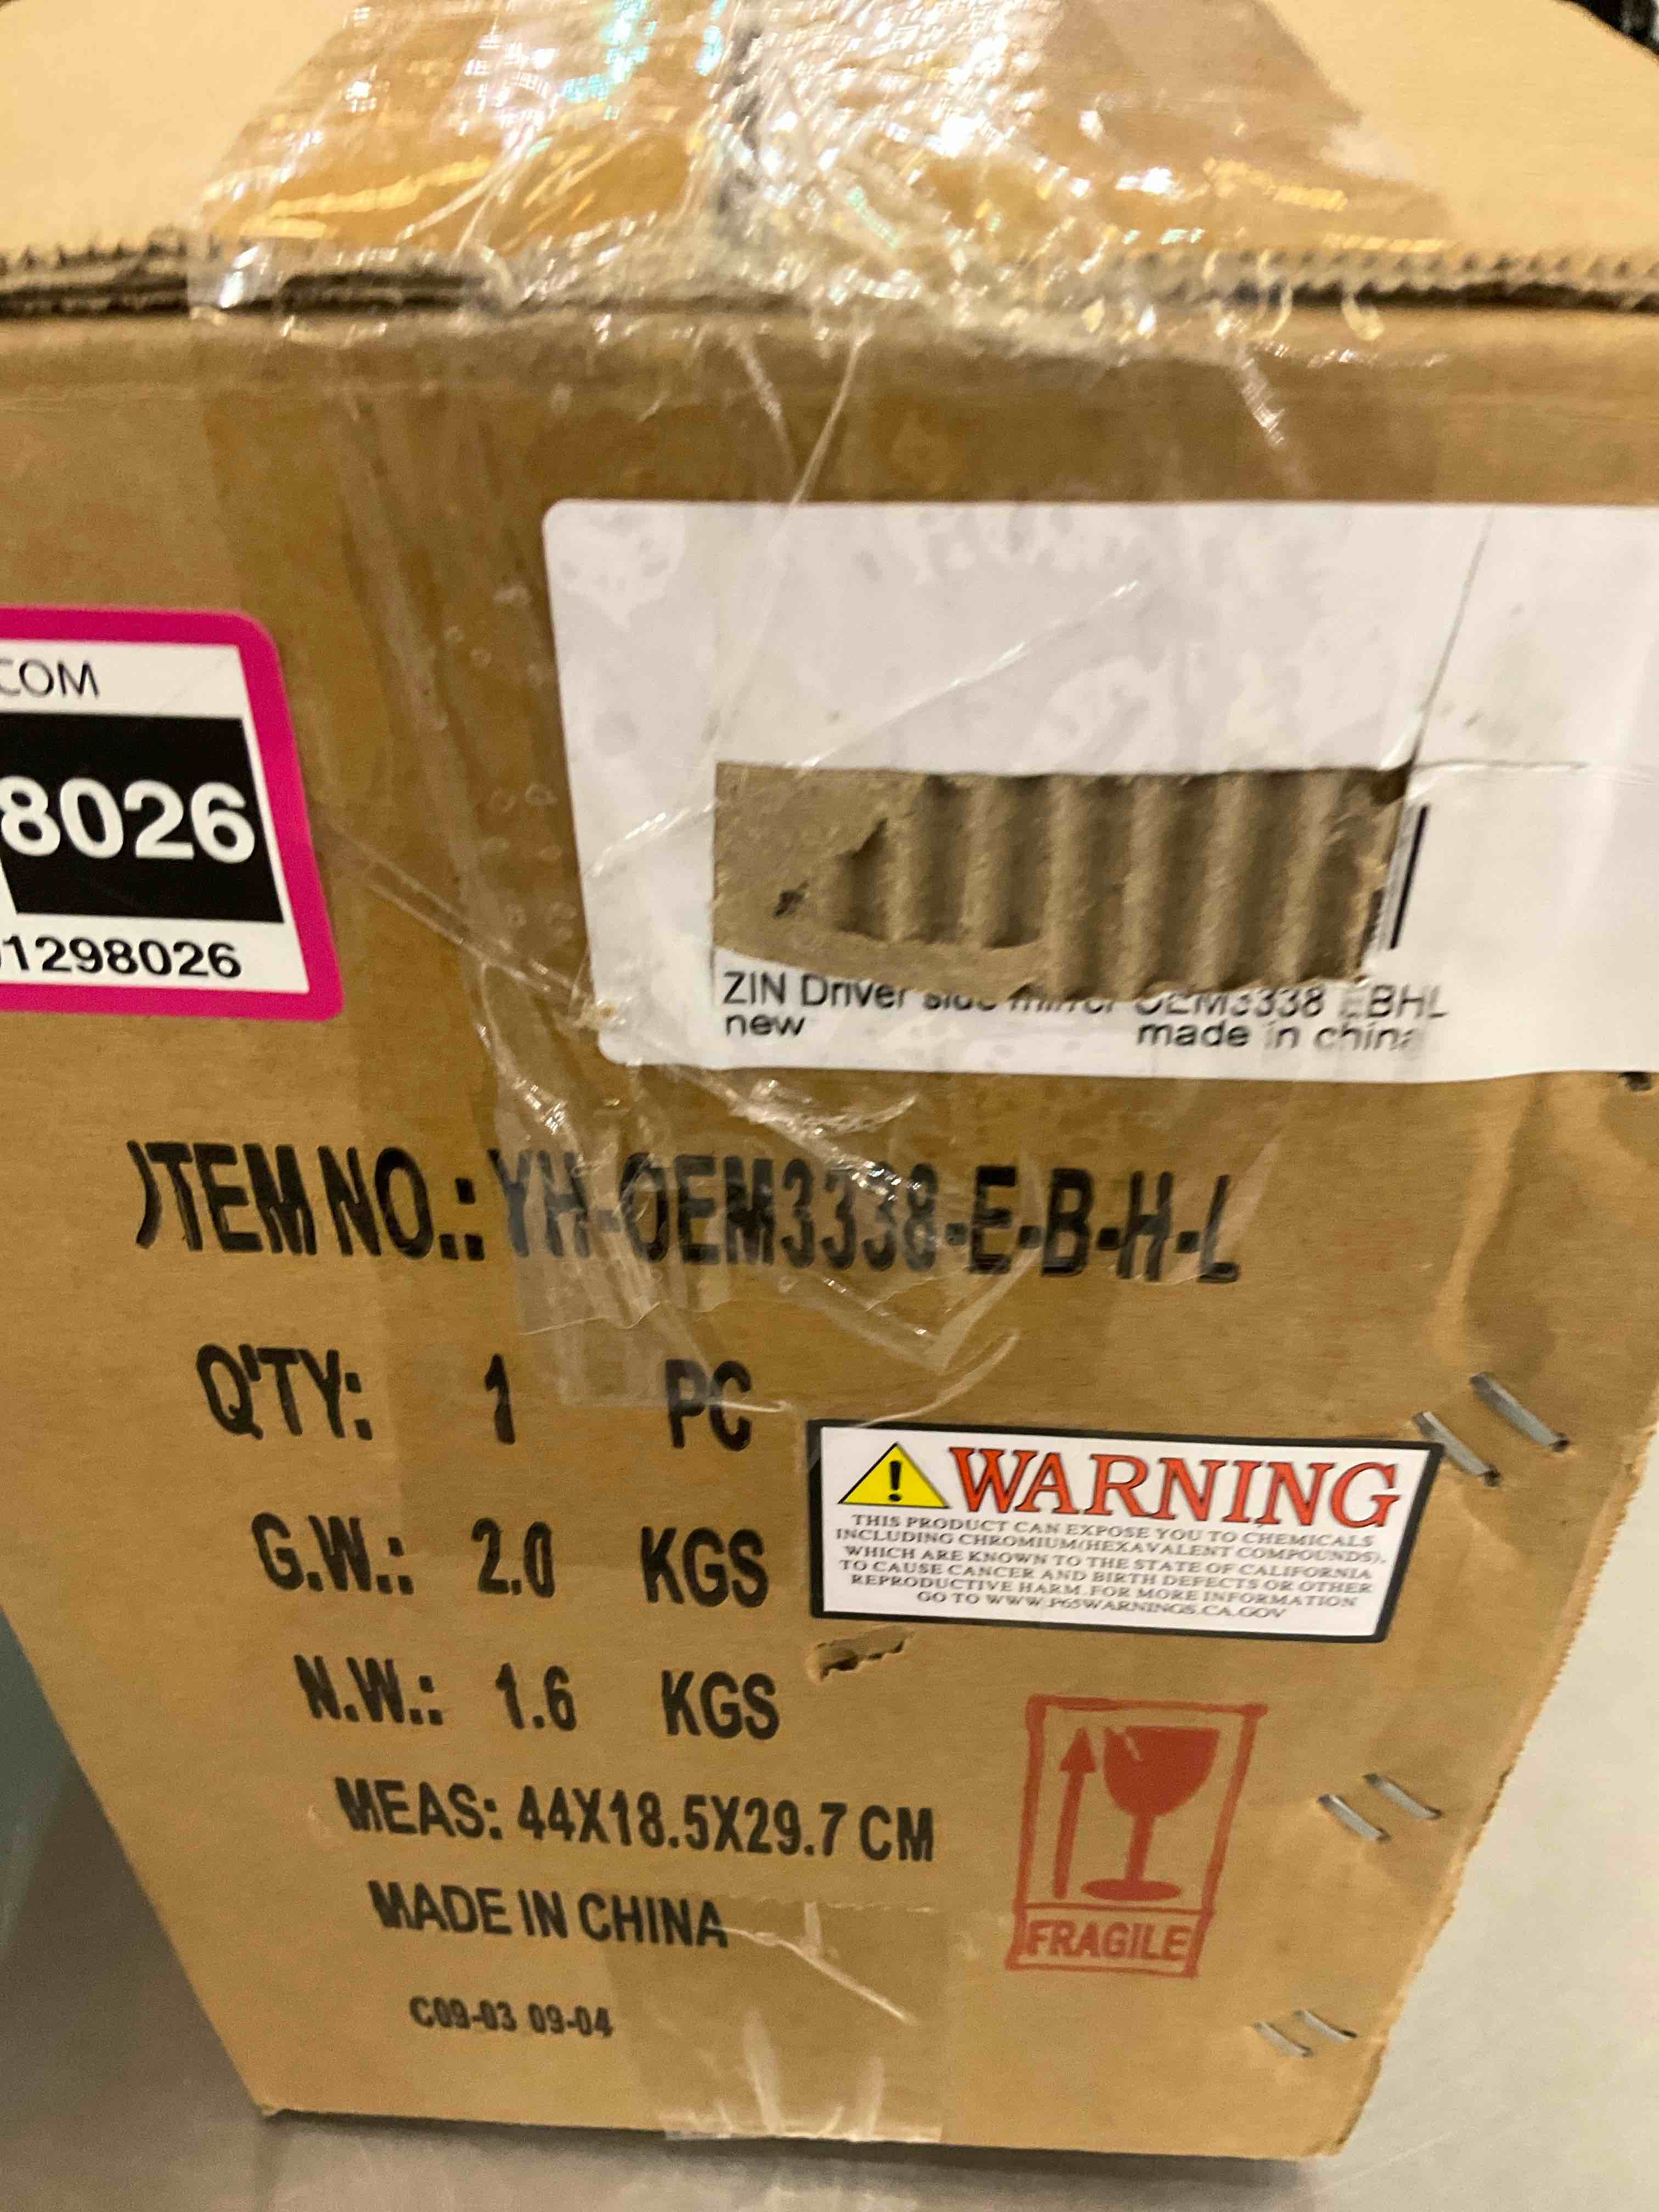 COM
8026
1298026
ZIN Driver side mirror OEM3338 EBHL
new made in china
ITEM NO.: YH-OEM3338-E-B-H-L
Q'TY: 1 PC
G.W.: 2.0 KGS
N.W.: 1.6 KGS
MEAS: 44X18.5X29.7 CM
MADE IN CHINA
C09-03 09-04
WARNING
THIS PRODUCT CAN EXPOSE YOU TO CHEMICALS
INCLUDING CHROMIUM(HEXAVALENT COMPOUNDS),
WHICH ARE KNOWN TO THE STATE OF CALIFORNIA
TO CAUSE CANCER AND BIRTH DEFECTS OR OTHER
REPRODUCTIVE HARM. FOR MORE INFORMATION
GO TO WWW.P65WARNINGS.CA.GOV
FRAGILE